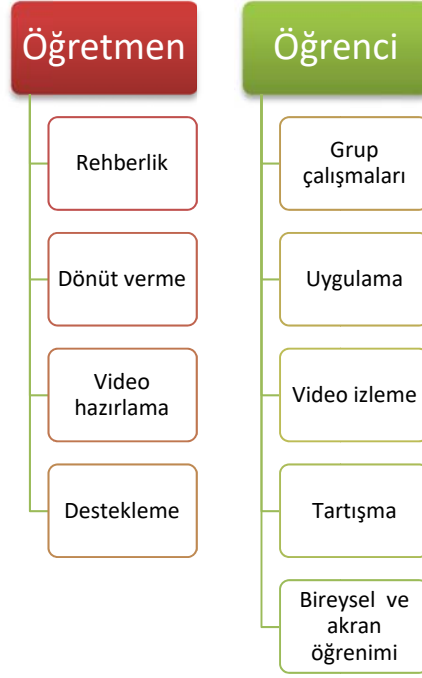 Öğretmen
Rehberlik
Dönüt verme
Video
hazırlama
Destekleme
Öğrenci
Grup
çalışmaları
Uygulama
Video izleme
Tartışma
Bireysel ve
akran
öğrenimi